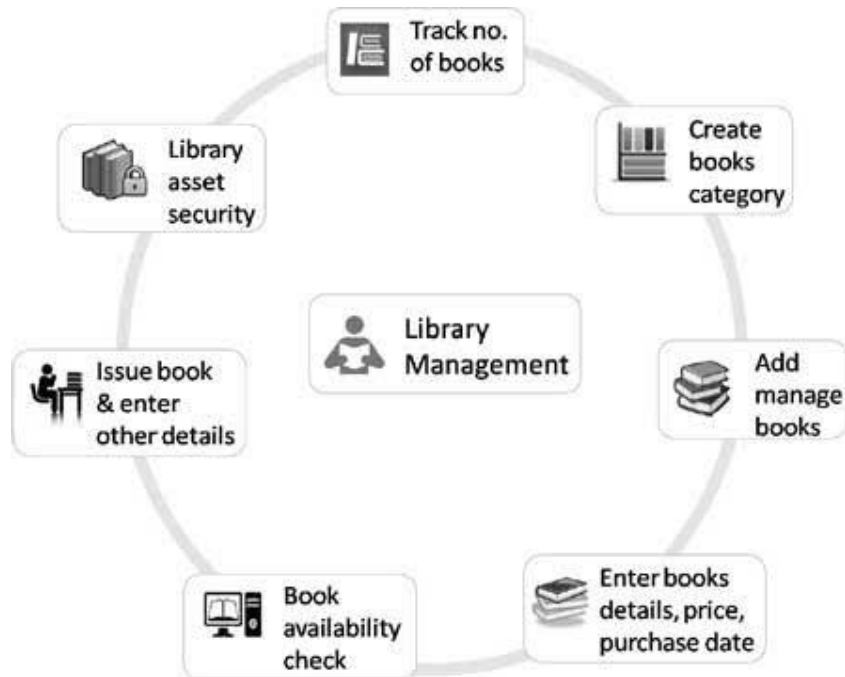 Track no.
of books
Create
books
category
Add
manage
books
Enter books
details, price,
purchase date
Book
availability
check
Issue book
& enter
other details
Library
asset
security
Library
Management